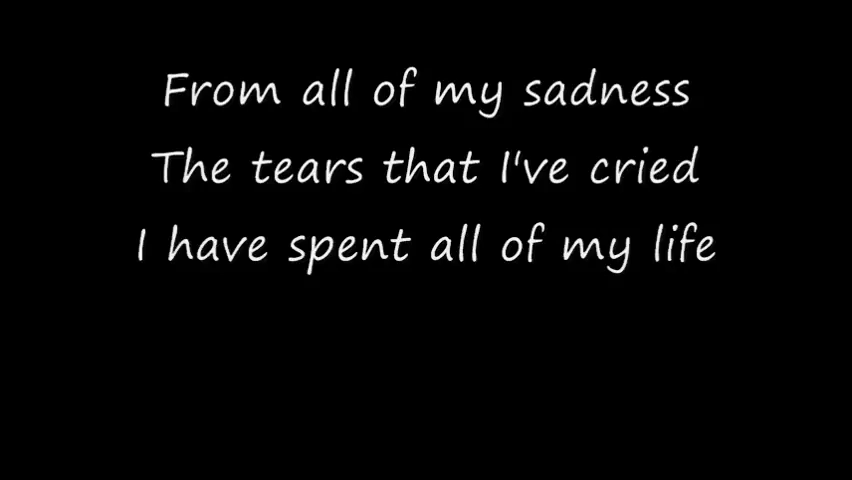 From all of my sadness
The tears that I've cried
I have spent all of my life